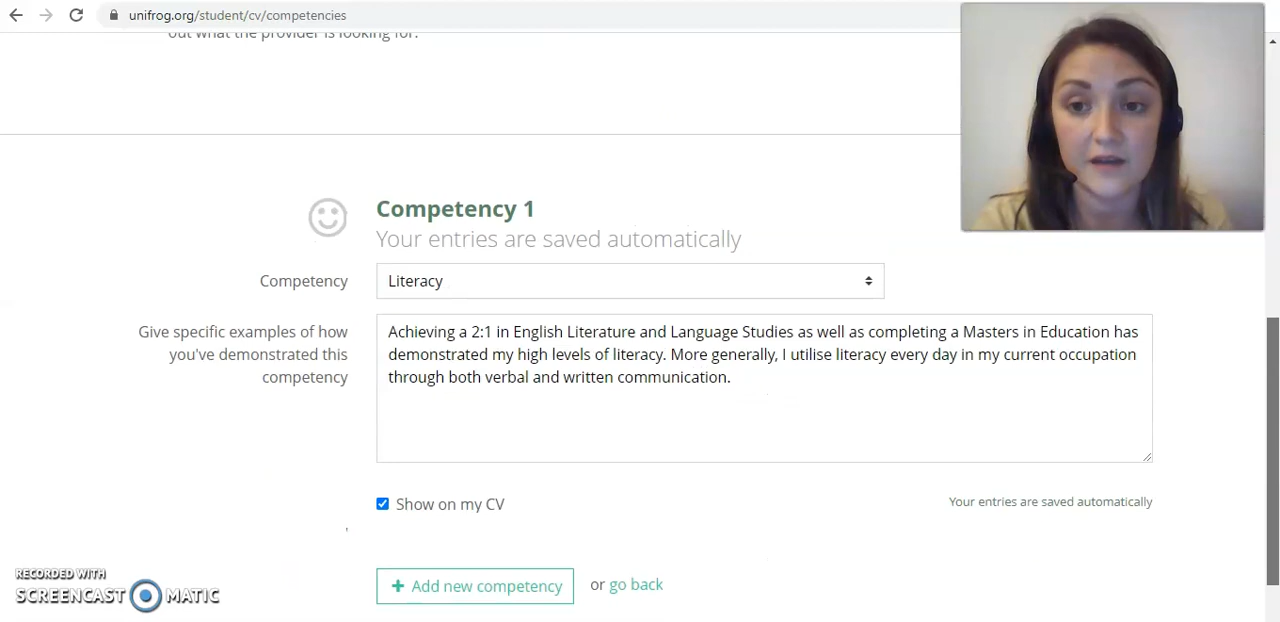 unifrog.org/student/cv/competencies
out what the provider is looking for.
Competency 1
Your entries are saved automatically
Competency
Literacy
Give specific examples of how
you've demonstrated this
competency
Achieving a 2:1 in English Literature and Language Studies as well as completing a Masters in Education has
demonstrated my high levels of literacy. More generally, I utilise literacy every day in my current occupation
through both verbal and written communication.
Show on my CV
Your entries are saved automatically
+ Add new competency
or go back
RECORDED WITH
SCREENCAST MATIC